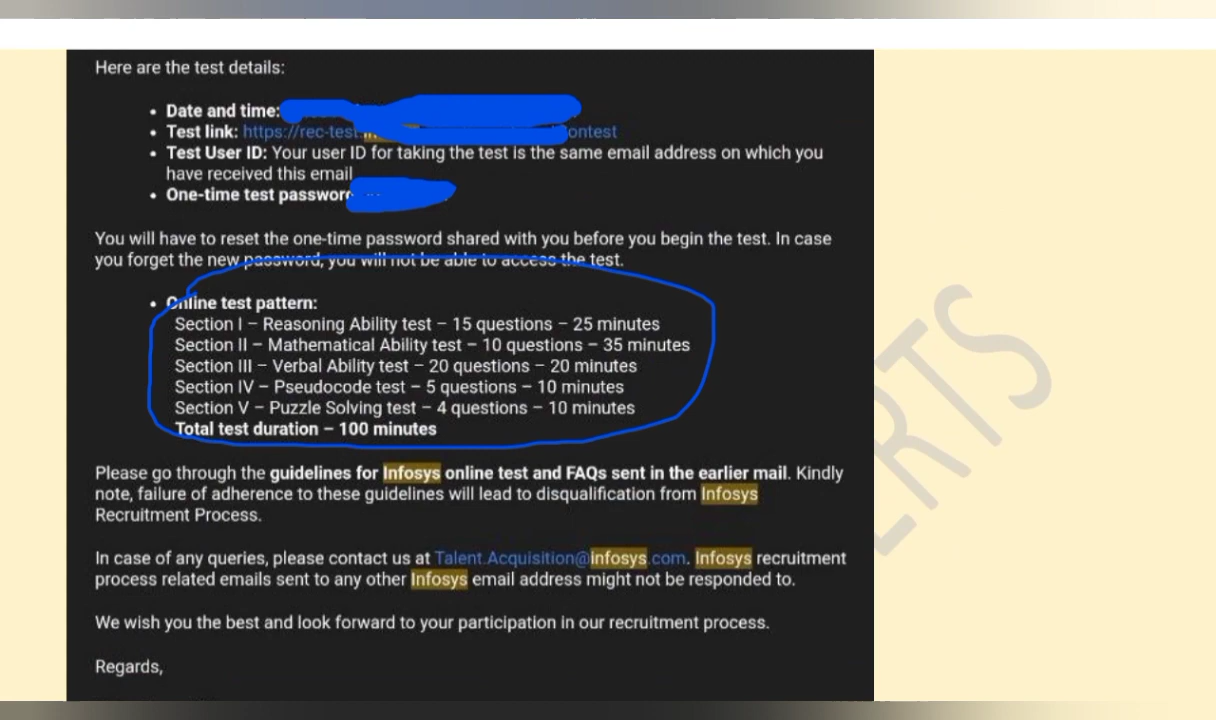 Here are the test details:
• Date and time:
• Test link: https://rec-test. ontest
• Test User ID: Your user ID for taking the test is the same email address on which you
have received this email
• One-time test password
You will have to reset the one-time password shared with you before you begin the test. In case
you forget the new password, you will not be able to access the test.
• Online test pattern:
Section I – Reasoning Ability test – 15 questions – 25 minutes
Section II – Mathematical Ability test – 10 questions – 35 minutes
Section III – Verbal Ability test – 20 questions – 20 minutes
Section IV – Pseudocode test – 5 questions – 10 minutes
Section V – Puzzle Solving test – 4 questions – 10 minutes
Total test duration – 100 minutes
Please go through the guidelines for Infosys online test and FAQs sent in the earlier mail. Kindly
note, failure of adherence to these guidelines will lead to disqualification from Infosys
Recruitment Process.
In case of any queries, please contact us at Talent.Acquisition@infosys.com. Infosys recruitment
process related emails sent to any other Infosys email address might not be responded to.
We wish you the best and look forward to your participation in our recruitment process.
Regards,
ERTS